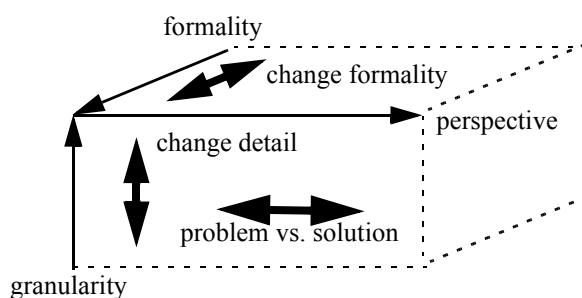 formality
change formality
perspective
change detail
problem vs. solution
granularity